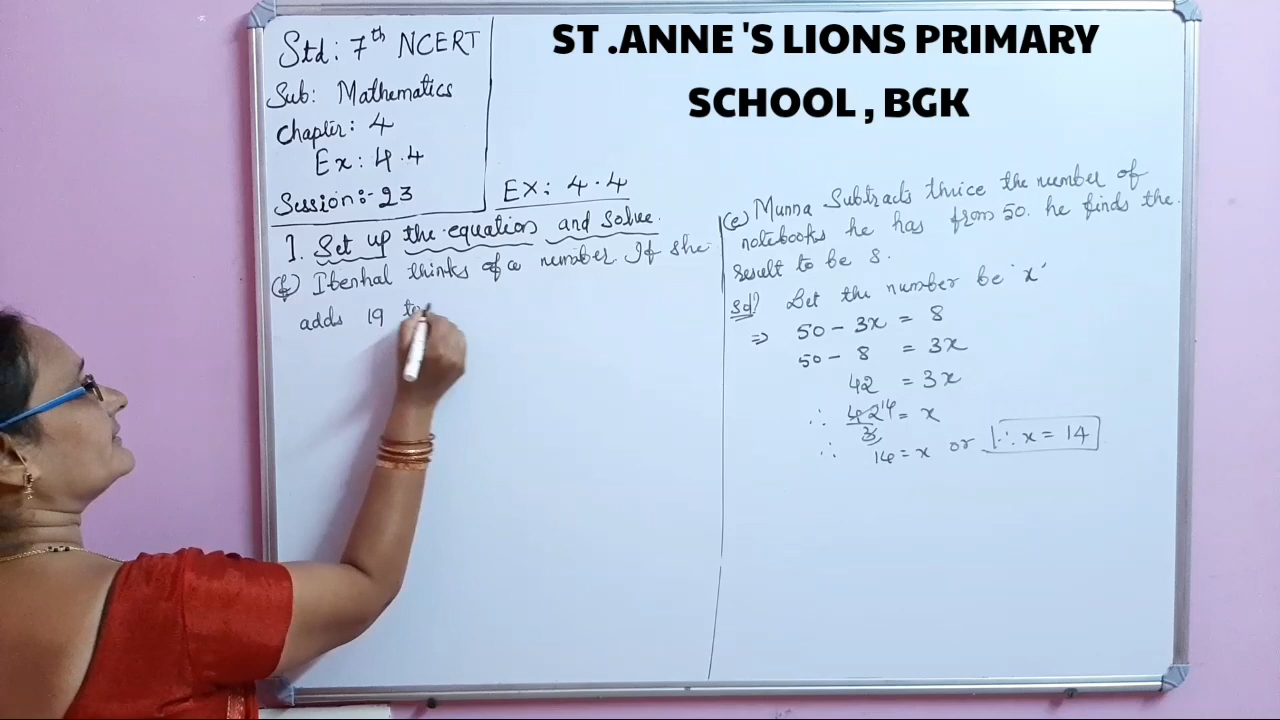 ST .ANNE 'S LIONS PRIMARY
SCHOOL , BGK
Std: 7th NCERT
Sub: Mathematics
Chapter: 4
Ex: 4.4
Session:- 23
EX: 4.4
1. Set up the equations and solve.
(f) Ibenhal thinks of a number. If she
adds 19 to
(e) Munna Subtracts thrice the number of
notebooks he has from 50. he finds the
result to be 8.
Sol? Let the number be 'x'
⇒ 50 - 3x = 8
50 - 8 = 3x
42 = 3x
∴ 42/3 14 = x
∴ 14 = x or ∴ x = 14